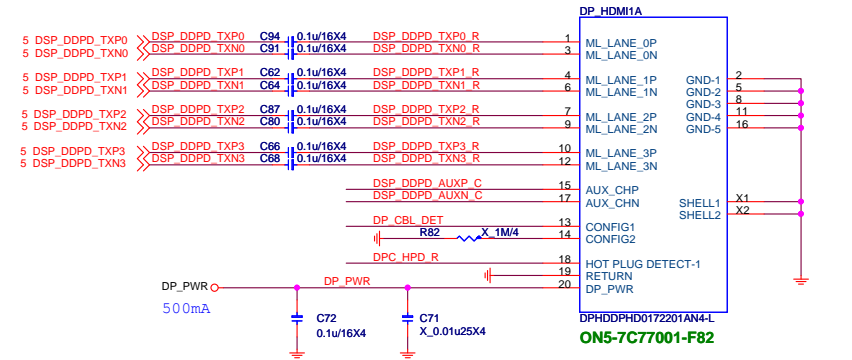 DP_HDMI1A
5 DSP_DDPD_TXP0 DSP_DDPD_TXP0 C94 0.1u/16X4 DSP_DDPD_TXP0_R 1 ML_LANE_0P
5 DSP_DDPD_TXN0 DSP_DDPD_TXN0 C91 0.1u/16X4 DSP_DDPD_TXN0_R 3 ML_LANE_0N
5 DSP_DDPD_TXP1 DSP_DDPD_TXP1 C62 0.1u/16X4 DSP_DDPD_TXP1_R 4 ML_LANE_1P GND-1 2
5 DSP_DDPD_TXN1 DSP_DDPD_TXN1 C64 0.1u/16X4 DSP_DDPD_TXN1_R 6 ML_LANE_1N GND-2 5
GND-3 8
5 DSP_DDPD_TXP2 DSP_DDPD_TXP2 C87 0.1u/16X4 DSP_DDPD_TXP2_R 7 ML_LANE_2P GND-4 11
5 DSP_DDPD_TXN2 DSP_DDPD_TXN2 C80 0.1u/16X4 DSP_DDPD_TXN2_R 9 ML_LANE_2N GND-5 16
5 DSP_DDPD_TXP3 DSP_DDPD_TXP3 C66 0.1u/16X4 DSP_DDPD_TXP3_R 10 ML_LANE_3P
5 DSP_DDPD_TXN3 DSP_DDPD_TXN3 C68 0.1u/16X4 DSP_DDPD_TXN3_R 12 ML_LANE_3N
DSP_DDPD_AUXP_C 15 AUX_CHP
DSP_DDPD_AUXN_C 17 AUX_CHN SHELL1 X1
SHELL2 X2
DP_CBL_DET 13 CONFIG1
R82 X_1M/4 14 CONFIG2
DPC_HPD_R 18 HOT PLUG DETECT-1
19 RETURN
DP_PWR DP_PWR 20 DP_PWR
500mA
C72 C71 DPHDDPHD0172201AN4-L
0.1u/16X4 X_0.01u25X4
ON5-7C77001-F82